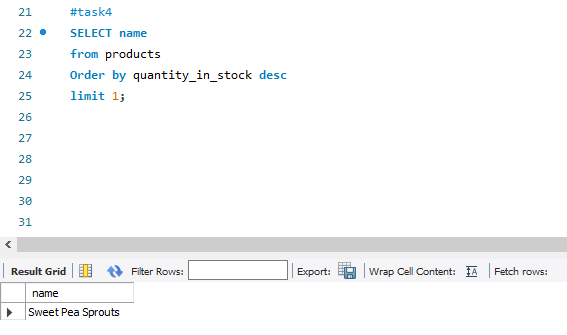 21 #task4
22 SELECT name
23 from products
24 Order by quantity_in_stock desc
25 limit 1;
26
27
28
29
30
31
Result Grid Filter Rows: Export: Wrap Cell Content: IA Fetch rows:
name
Sweet Pea Sprouts